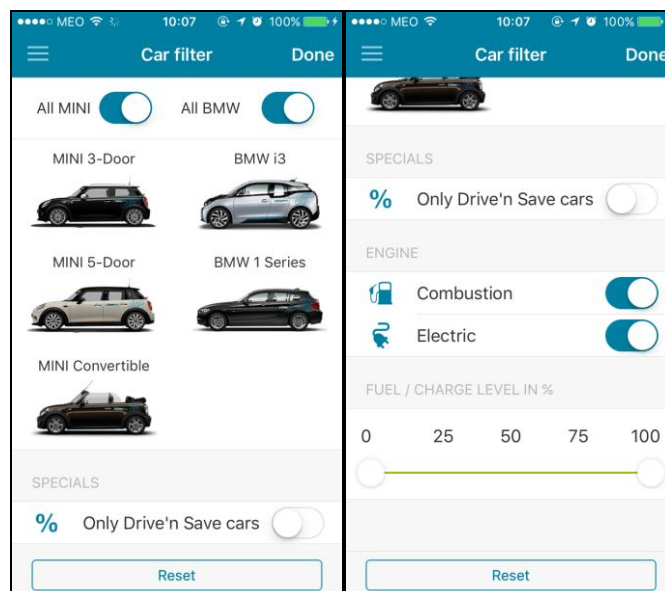 MEO 10:07 100%
Car filter Done
All MINI All BMW
MINI 3-Door BMW i3
MINI 5-Door BMW 1 Series
MINI Convertible
SPECIALS
% Only Drive'n Save cars
Reset
MEO 10:07 100%
Car filter Done
SPECIALS
% Only Drive'n Save cars
ENGINE
Combustion
Electric
FUEL / CHARGE LEVEL IN %
0 25 50 75 100
Reset